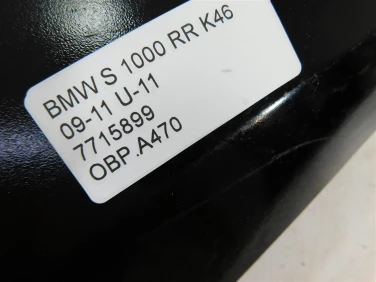 BMW S 1000 RR K46
09-11 U-11
7715899
OBP.A470